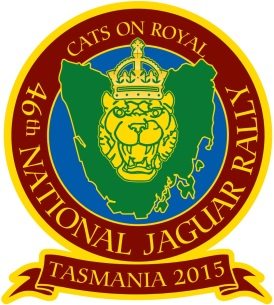 CATS ON ROYAL
46th NATIONAL JAGUAR RALLY
TASMANIA 2015